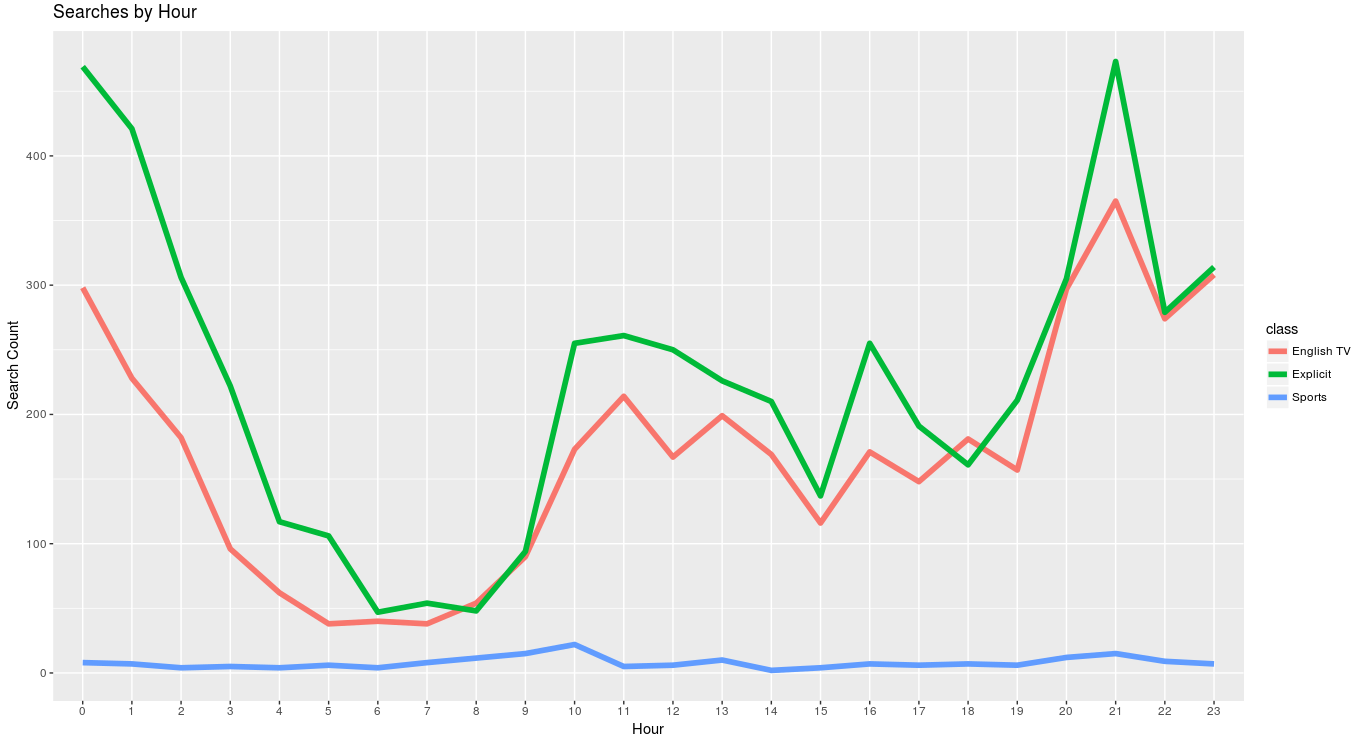 Searches by Hour
Search Count
400
300
200
100
0
0 1 2 3 4 5 6 7 8 9 10 11 12 13 14 15 16 17 18 19 20 21 22 23
Hour
class
English TV
Explicit
Sports